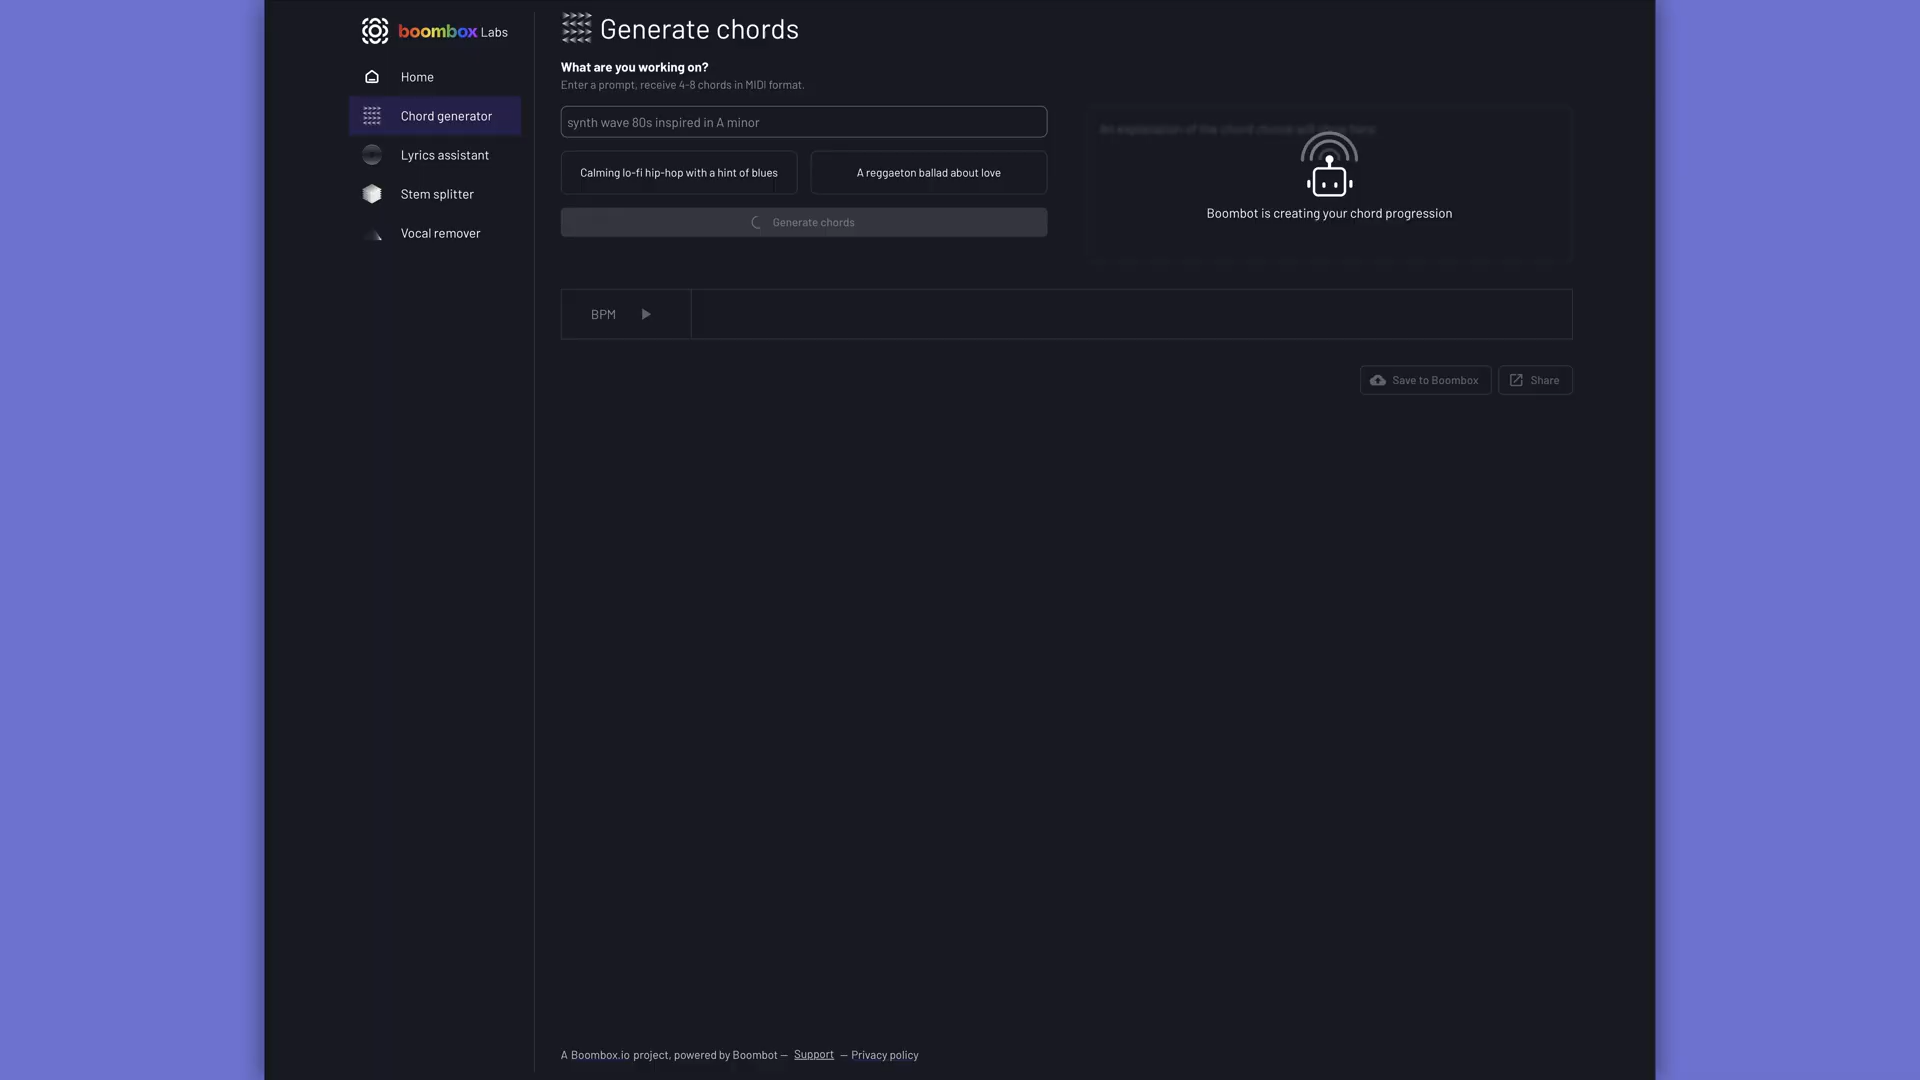 boombox Labs
Home
Chord generator
Lyrics assistant
Stem splitter
Vocal remover
Generate chords
What are you working on?
Enter a prompt, receive 4-8 chords in MIDI format.
synth wave 80s inspired in A minor
Calming lo-fi hip-hop with a hint of blues
A reggaeton ballad about love
Generate chords
Boombot is creating your chord progression
BPM
Save to Boombox
Share
A Boombox.io project, powered by Boombot — Support — Privacy policy